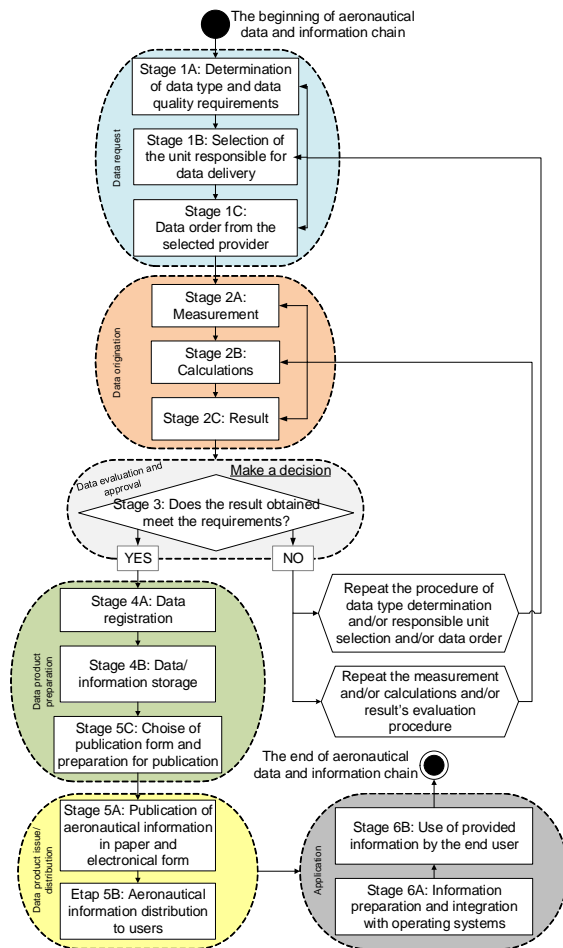 The beginning of aeronautical
data and information chain
Stage 1A: Determination
of data type and data
quality requirements
Data request
Stage 1B: Selection of
the unit responsible for
data delivery
Stage 1C:
Data order from the
selected provider
Stage 2A:
Measurement
Data origination
Stage 2B:
Calculations
Stage 2C: Result
Data evaluation and
approval
Make a decision
Stage 3: Does the result obtained
meet the requirements?
YES
NO
Stage 4A: Data
registration
Data product
preparation
Stage 4B: Data/
information storage
Stage 5C: Choise of
publication form and
preparation for publication
Repeat the procedure of
data type determination
and/or responsible unit
selection and/or data order
Repeat the measurement
and/or calculations and/or
result's evaluation
procedure
The end of aeronautical
data and information chain
Data product issue/
distribution
Stage 5A: Publication
of aeronautical information
in paper and
electronical form
Etap 5B: Aeronautical
information distribution
to users
Application
Stage 6B: Use of provided
information by the end
user
Stage 6A: Information
preparation and integration
with operating systems